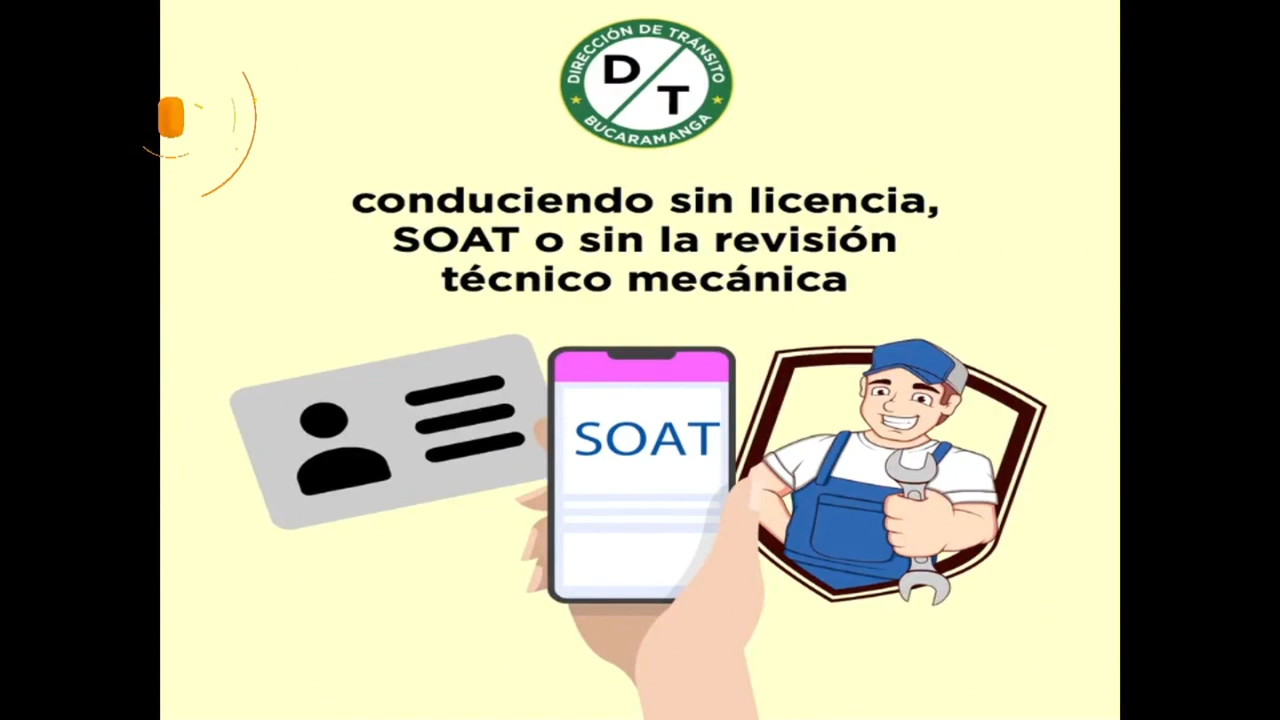 DIRECCIÓN DE TRÁNSITO
D/T
BUCARAMANGA
conduciendo sin licencia,
SOAT o sin la revisión
técnico mecánica
SOAT